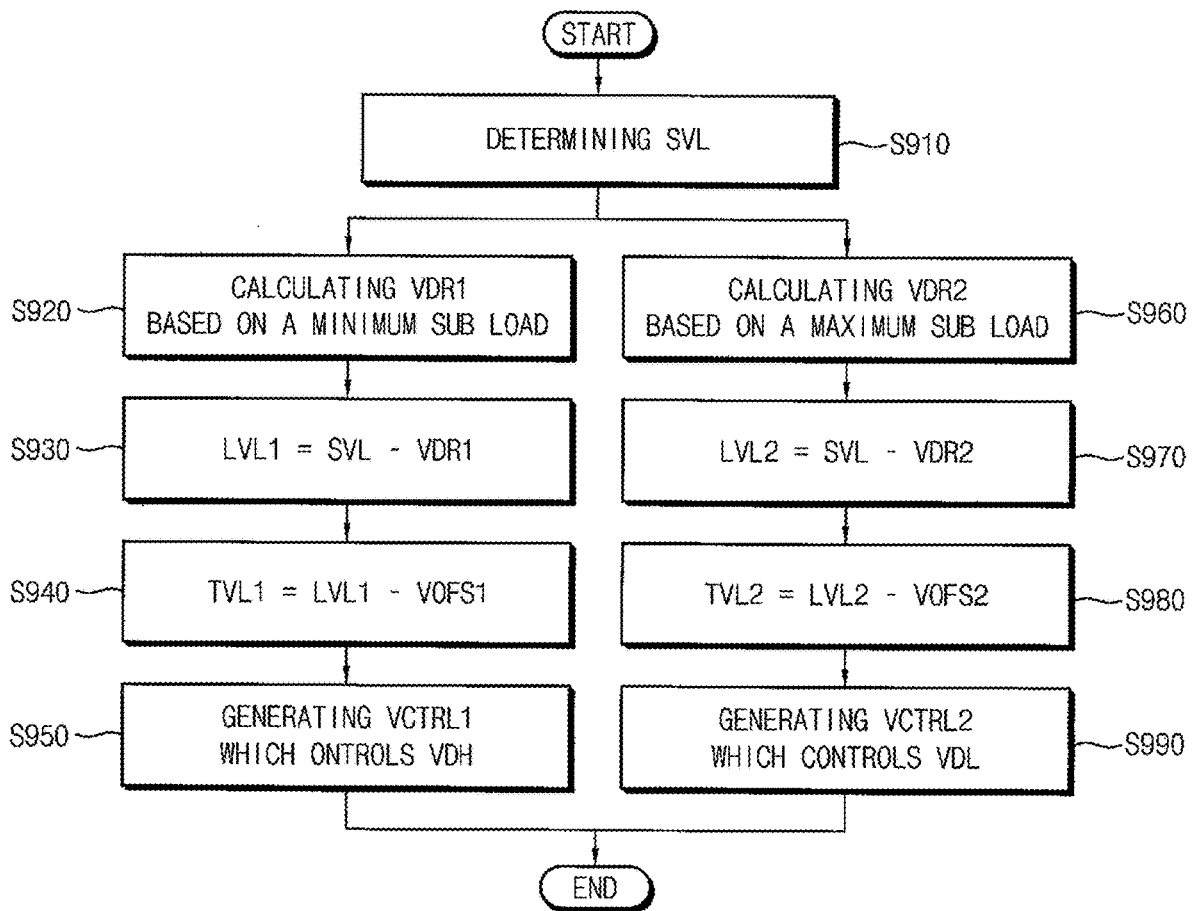 START
DETERMINING SVL
S910
CALCULATING VDR1
BASED ON A MINIMUM SUB LOAD
S920
CALCULATING VDR2
BASED ON A MAXIMUM SUB LOAD
S960
LVL1 = SVL - VDR1
S930
LVL2 = SVL - VDR2
S970
TVL1 = LVL1 - VOFS1
S940
TVL2 = LVL2 - VOFS2
S980
GENERATING VCTRL1
WHICH ONTROLS VDH
S950
GENERATING VCTRL2
WHICH CONTROLS VDL
S990
END